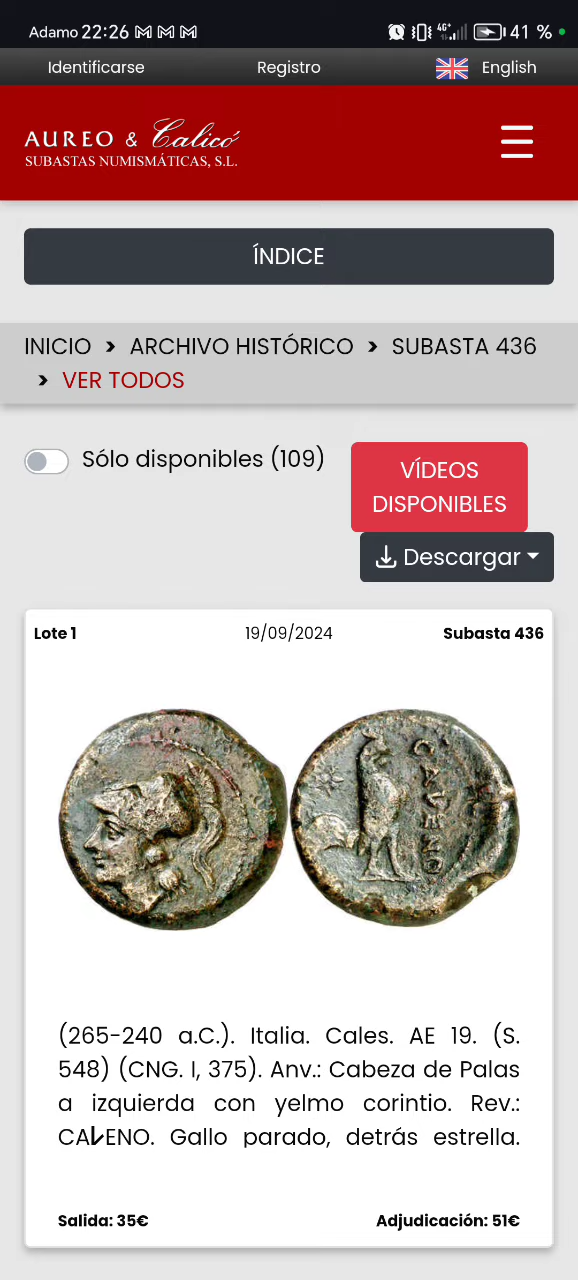 Adamo 22:26
4G+ 41 %
Identificarse Registro English
AUREO & Calicó
SUBASTAS NUMISMÁTICAS, S.L.
ÍNDICE
INICIO > ARCHIVO HISTÓRICO > SUBASTA 436
> VER TODOS
Sólo disponibles (109)
VÍDEOS
DISPONIBLES
Descargar
Lote 1 19/09/2024 Subasta 436
CAVENO
(265-240 a.C.). Italia. Cales. AE 19. (S.
548) (CNG. I, 375). Anv.: Cabeza de Palas
a izquierda con yelmo corintio. Rev.:
CA𐌋ENO. Gallo parado, detrás estrella.
Salida: 35€ Adjudicación: 51€